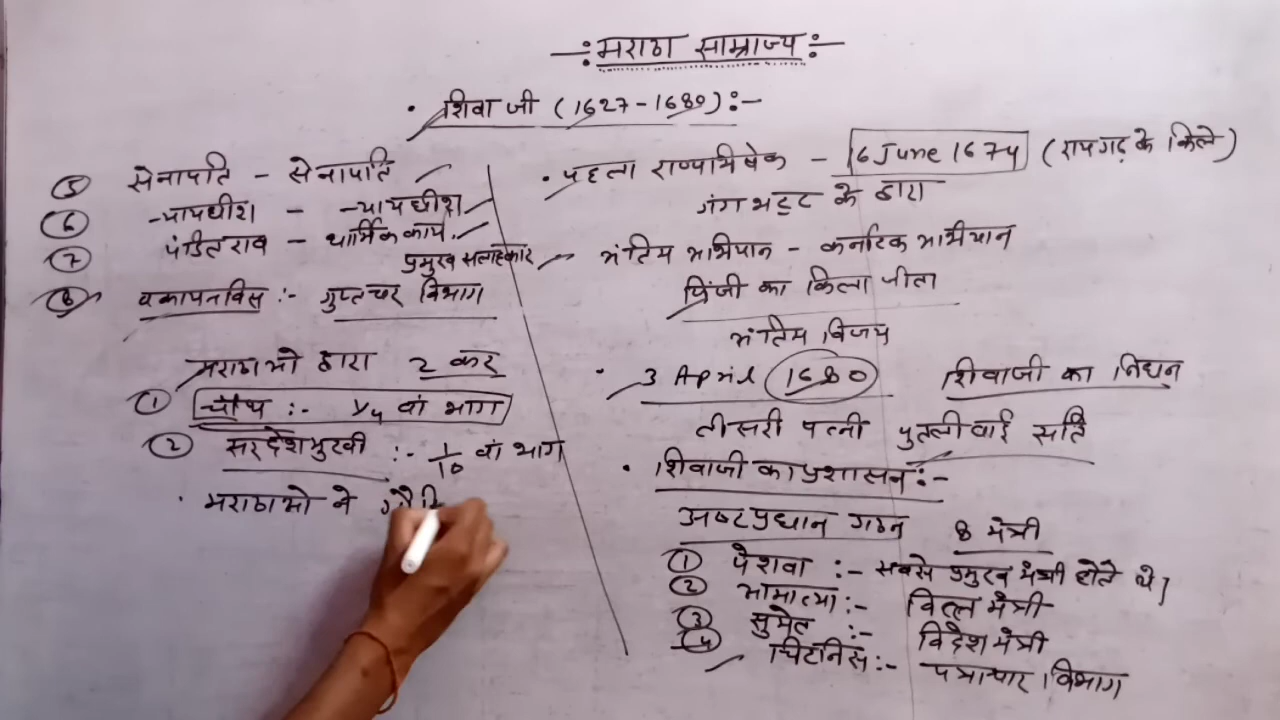 मराठा साम्राज्य
शिवाजी (1627-1680):-
पहला राज्याभिषेक - 6 June 1674 (रायगढ़ के किले)
गंगभट्ट के द्वारा
अंतिम अभियान - कर्नाटक अभियान
जिंजी का किला जीता
अंतिम विजय
3 April 1680 शिवाजी का निधन
तीसरी पत्नी पुतलीबाई सति
शिवाजी का प्रशासन:-
अष्टप्रधान गठन 8 मंत्री
① पेशवा :- सबसे प्रमुख मंत्री होते थे।
② आमात्या:- वित्त मंत्री
③ सुमेत :- विदेश मंत्री
④ चिटनिस:- पत्राचार विभाग
⑤ सेनापति - सेनापति
⑥ न्यायधीश - न्यायधीश
⑦ पंडितराव - धार्मिक कार्य
प्रमुख सलाहकार
⑧ वकायनविस :- गुप्तचर विभाग
मराठाओ द्वारा 2 कर
① चौथ :- 1/4 वां भाग
② सरदेशमुखी :- 1/10 वां भाग
मराठाओ ने